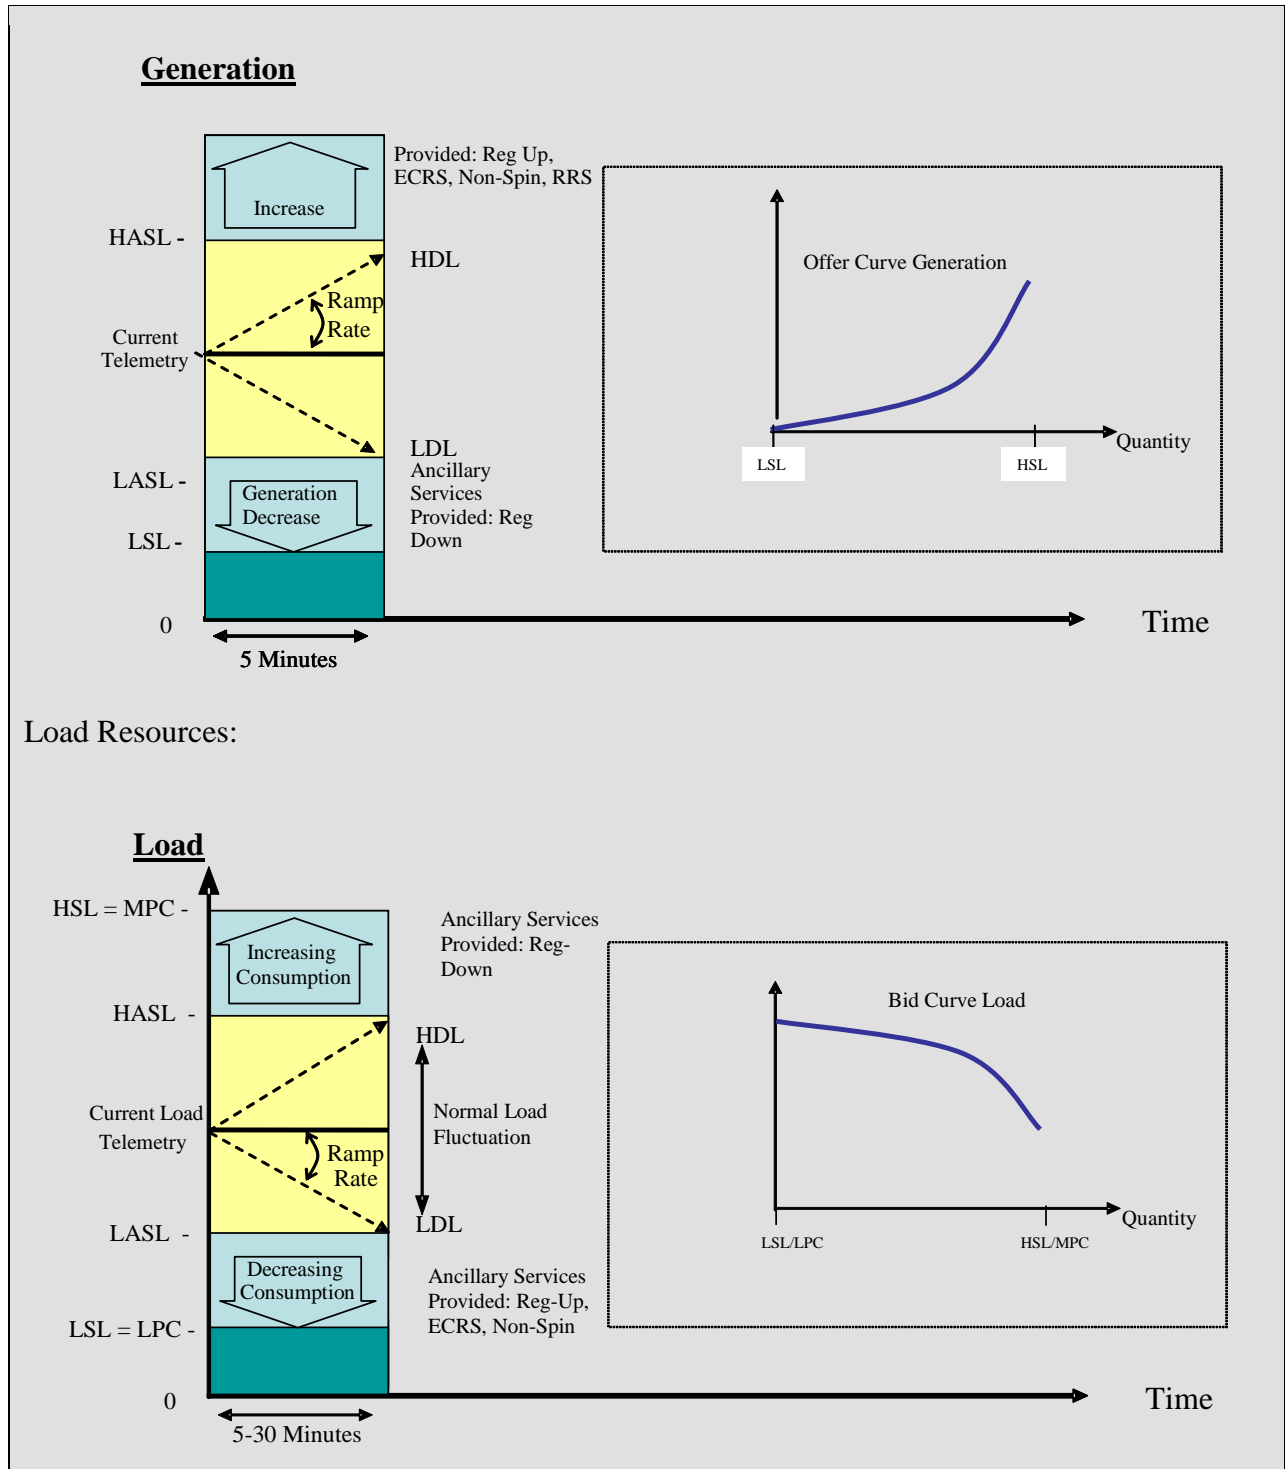 Generation
Provided: Reg Up,
ECRS, Non-Spin, RRS
Increase
HASL -
HDL
Ramp
Rate
Current
Telemetry
LDL
Ancillary
Services
Provided: Reg
Down
LASL -
Generation
Decrease
LSL -
0
Time
5 Minutes
Offer Curve Generation
Quantity
LSL
HSL
Load Resources:
Load
HSL = MPC -
Ancillary Services
Provided: Reg-
Down
Increasing
Consumption
HASL -
HDL
Current Load
Telemetry
Normal Load
Fluctuation
Ramp
Rate
LDL
LASL -
Decreasing
Consumption
Ancillary Services
Provided: Reg-Up,
ECRS, Non-Spin
LSL = LPC -
0
Time
5-30 Minutes
Bid Curve Load
Quantity
LSL/LPC
HSL/MPC